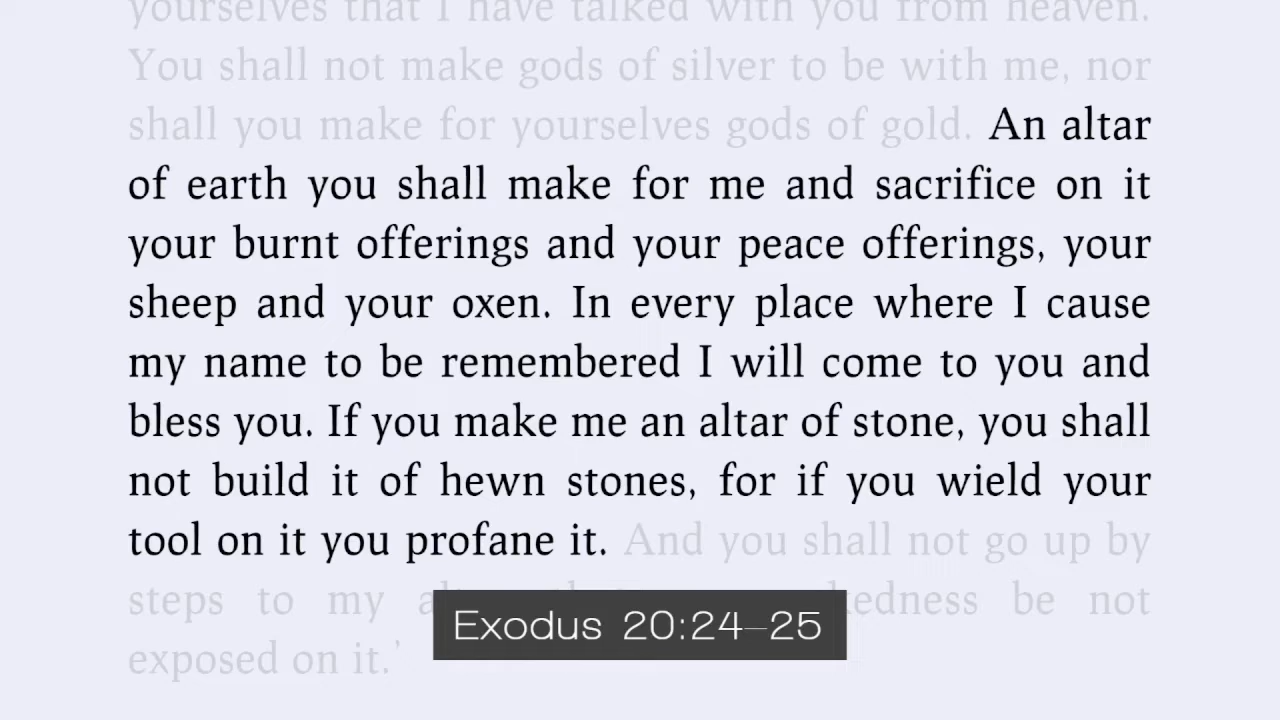 yourselves that I have talked with you from heaven.
You shall not make gods of silver to be with me, nor
shall you make for yourselves gods of gold. An altar
of earth you shall make for me and sacrifice on it
your burnt offerings and your peace offerings, your
sheep and your oxen. In every place where I cause
my name to be remembered I will come to you and
bless you. If you make me an altar of stone, you shall
not build it of hewn stones, for if you wield your
tool on it you profane it. And you shall not go up by
steps to my be not
exposed on it.’
Exodus 20:24–25